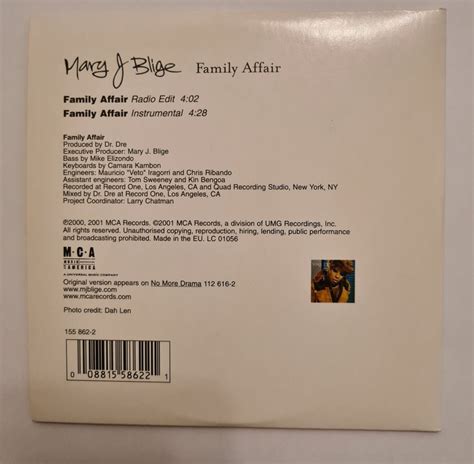 Mary J Blige Family Affair
Family Affair Radio Edit 4:02
Family Affair Instrumental 4:28
Family Affair
Produced by Dr. Dre
Executive Producer: Mary J. Blige
Bass by Mike Elizondo
Keyboards by Camara Kambon
Engineers: Mauricio "Veto" Iragorri and Chris Ribando
Assistant engineers: Tom Sweeney and Kin Bengoa
Recorded at Record One, Los Angeles, CA and Quad Recording Studio, New York, NY
Mixed by Dr. Dre at Record One, Los Angeles, CA
Project Coordinator: Larry Chatman
℗2000, 2001 MCA Records. ©2001 MCA Records, a division of UMG Recordings, Inc.
All rights reserved. Unauthorised copying, reproduction, hiring, lending, public performance
and broadcasting prohibited. Made in the EU. LC 01056
M·C·A
MUSIC
AMERICA
A UNIVERSAL MUSIC COMPANY
Original version appears on No More Drama 112 616-2
www.mjblige.com
www.mcarecords.com
Photo credit: Dah Len
155 862-2
0 08815 58622 1